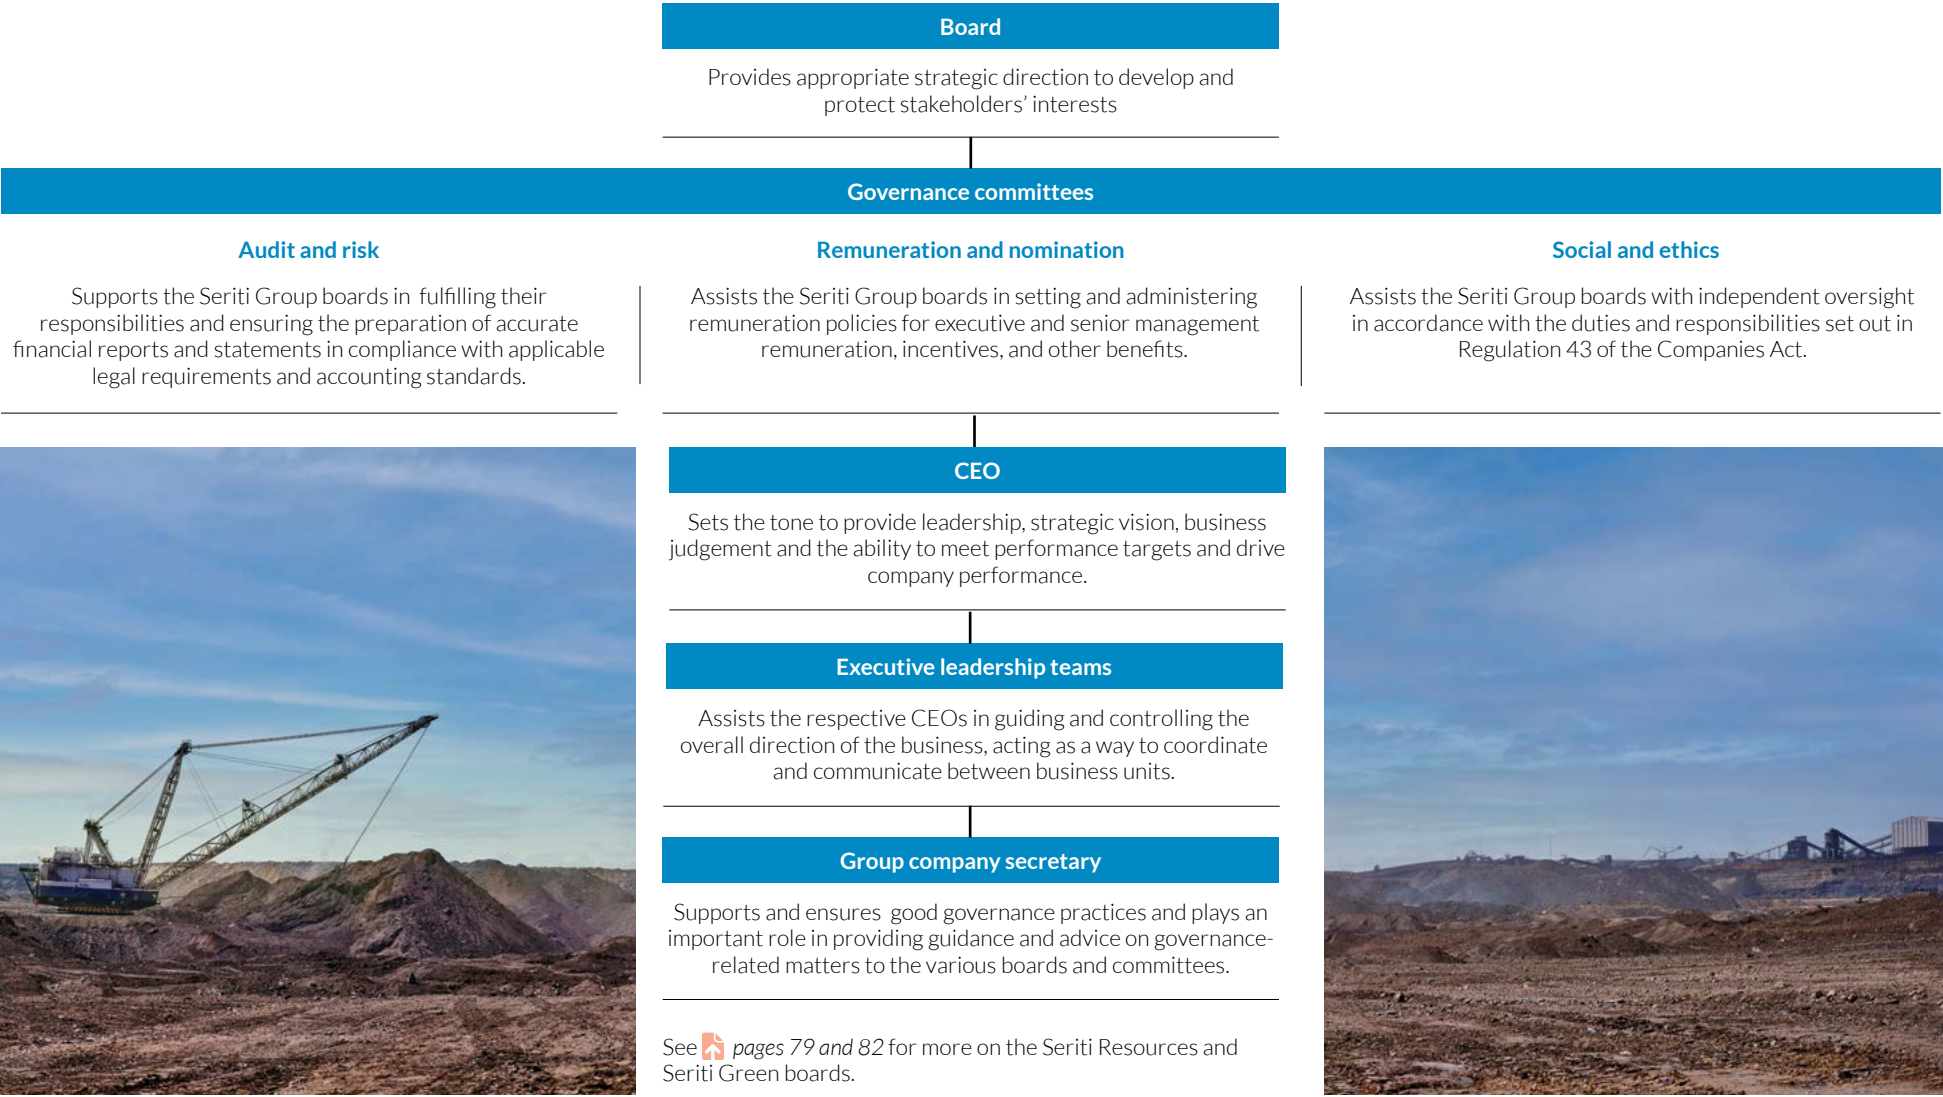 Board
Provides appropriate strategic direction to develop and
protect stakeholders’ interests
Governance committees
Audit and risk
Supports the Seriti Group boards in fulfilling their
responsibilities and ensuring the preparation of accurate
financial reports and statements in compliance with applicable
legal requirements and accounting standards.
Remuneration and nomination
Assists the Seriti Group boards in setting and administering
remuneration policies for executive and senior management
remuneration, incentives, and other benefits.
Social and ethics
Assists the Seriti Group boards with independent oversight
in accordance with the duties and responsibilities set out in
Regulation 43 of the Companies Act.
CEO
Sets the tone to provide leadership, strategic vision, business
judgement and the ability to meet performance targets and drive
company performance.
Executive leadership teams
Assists the respective CEOs in guiding and controlling the
overall direction of the business, acting as a way to coordinate
and communicate between business units.
Group company secretary
Supports and ensures good governance practices and plays an
important role in providing guidance and advice on governance-
related matters to the various boards and committees.
See pages 79 and 82 for more on the Seriti Resources and
Seriti Green boards.